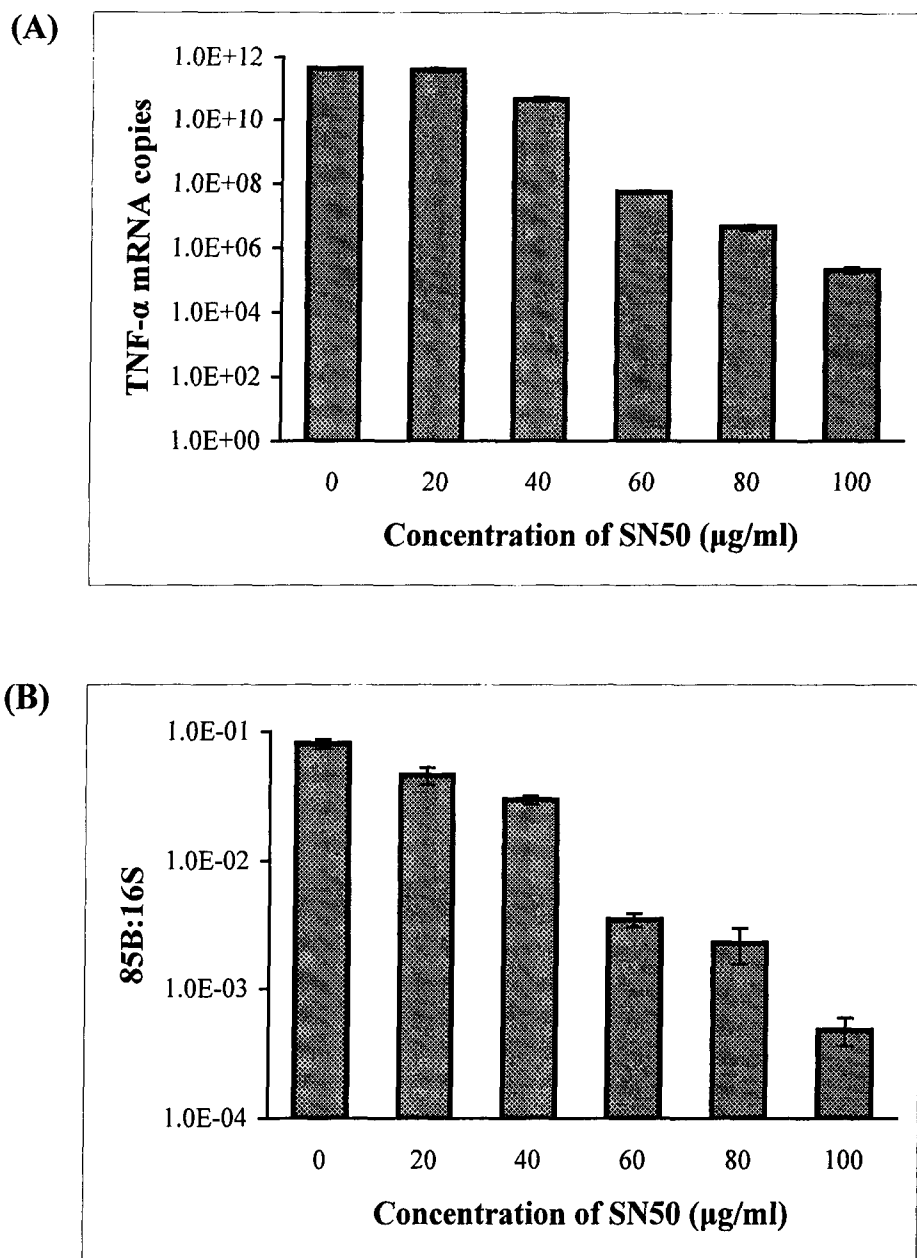 (A)
TNF-α mRNA copies
1.0E+12
1.0E+10
1.0E+08
1.0E+06
1.0E+04
1.0E+02
1.0E+00
0 20 40 60 80 100
Concentration of SN50 (μg/ml)
(B)
85B:16S
1.0E-01
1.0E-02
1.0E-03
1.0E-04
0 20 40 60 80 100
Concentration of SN50 (μg/ml)